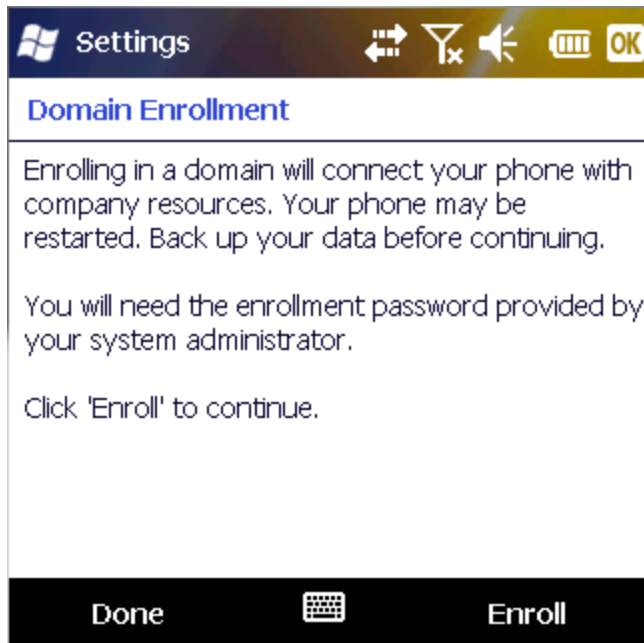 Settings
OK
Domain Enrollment
Enrolling in a domain will connect your phone with
company resources. Your phone may be
restarted. Back up your data before continuing.
You will need the enrollment password provided by
your system administrator.
Click 'Enroll' to continue.
Done
Enroll